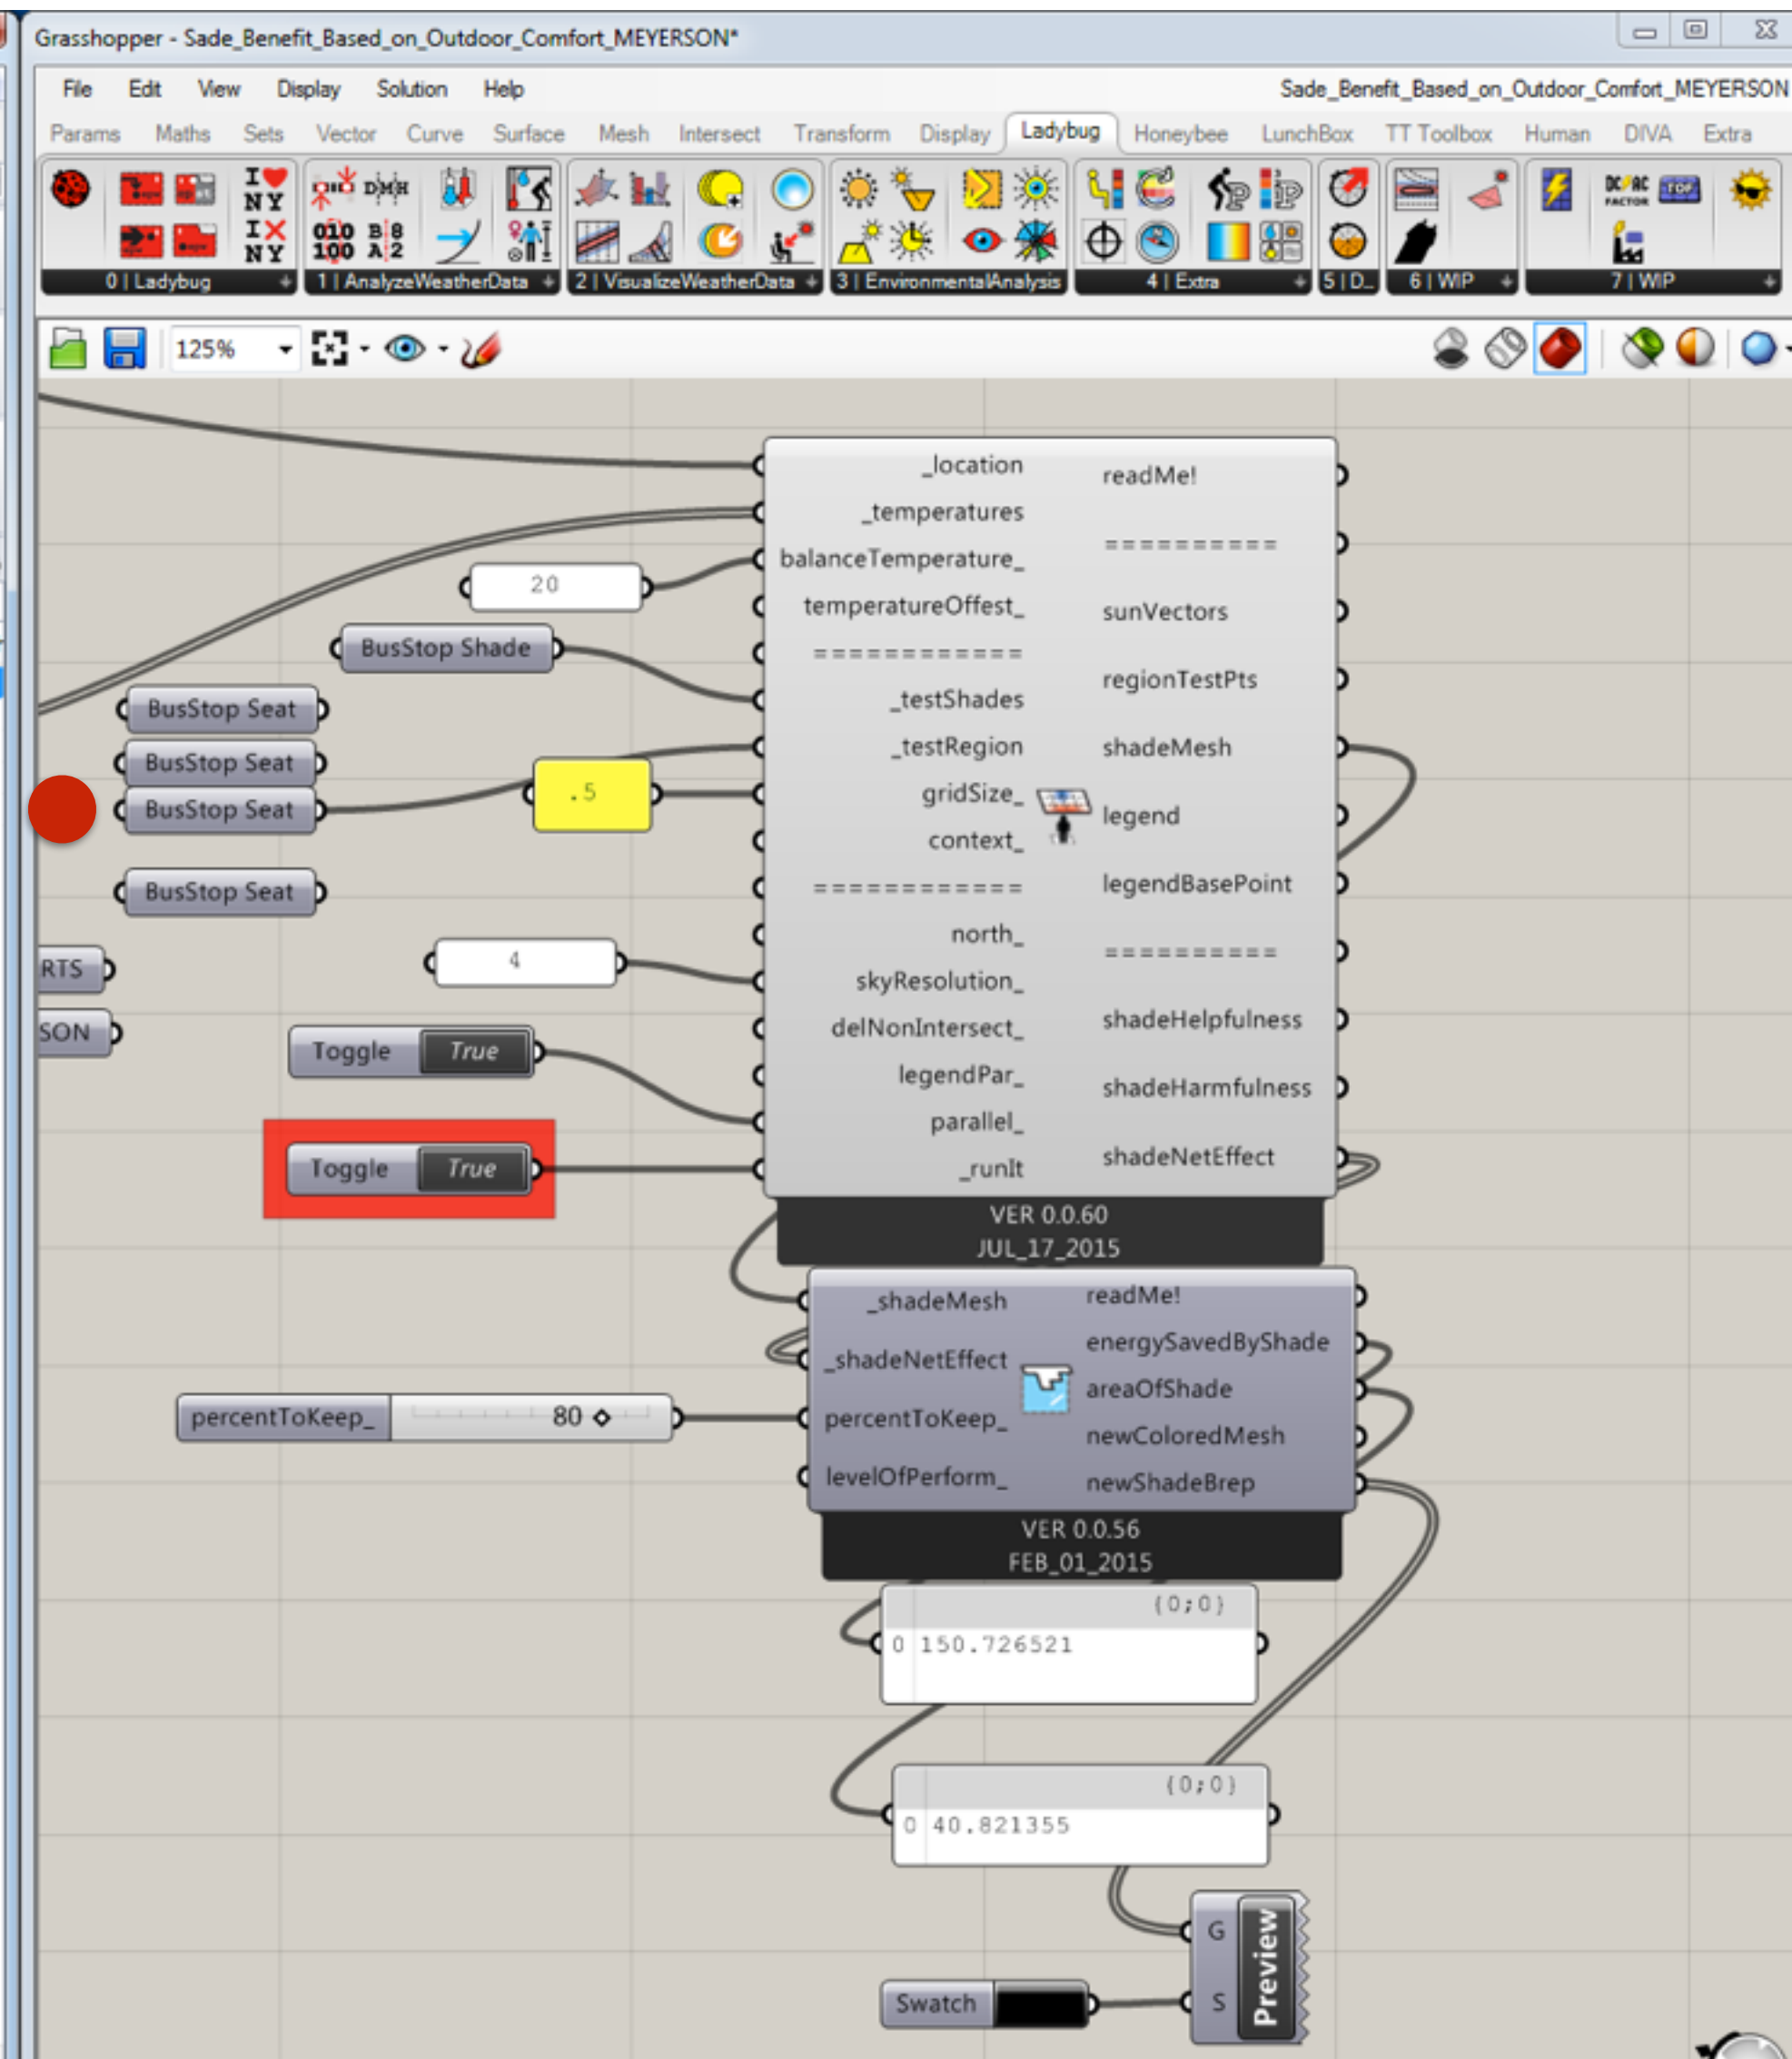 Grasshopper - Sade_Benefit_Based_on_Outdoor_Comfort_MEYERSON*
File Edit View Display Solution Help Sade_Benefit_Based_on_Outdoor_Comfort_MEYERSON
Params Maths Sets Vector Curve Surface Mesh Intersect Transform Display Ladybug Honeybee LunchBox TT Toolbox Human DIVA Extra
0 | Ladybug 1 | AnalyzeWeatherData 2 | VisualizeWeatherData 3 | EnvironmentalAnalysis 4 | Extra 5 | D... 6 | WIP 7 | WIP
125%
_location
_temperatures
balanceTemperature_
temperatureOffest_
============
_testShades
_testRegion
gridSize_
context_
============
north_
skyResolution_
delNonIntersect_
legendPar_
parallel_
_runIt
readMe!
==========
sunVectors
regionTestPts
shadeMesh
legend
legendBasePoint
==========
shadeHelpfulness
shadeHarmfulness
shadeNetEffect
VER 0.0.60
JUL_17_2015
20
BusStop Shade
BusStop Seat
BusStop Seat
BusStop Seat
BusStop Seat
.5
RTS
SON
4
Toggle True
Toggle True
_shadeMesh
_shadeNetEffect
percentToKeep_
levelOfPerform_
readMe!
energySavedByShade
areaOfShade
newColoredMesh
newShadeBrep
VER 0.0.56
FEB_01_2015
percentToKeep_ 80
{0;0}
0 150.726521
{0;0}
0 40.821355
G
S
Preview
Swatch